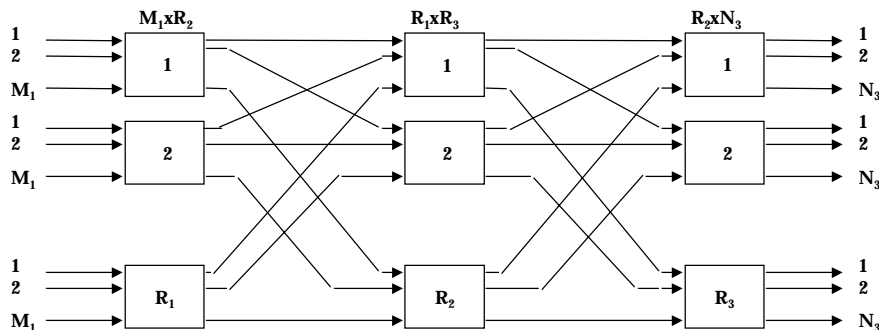 M₁xR₂ R₁xR₃ R₂xN₃
1 1
2 1 1 1 2
M₁ N₃
1 1
2 2 2 2 2
M₁ N₃
1 1
2 R₁ R₂ R₃ 2
M₁ N₃